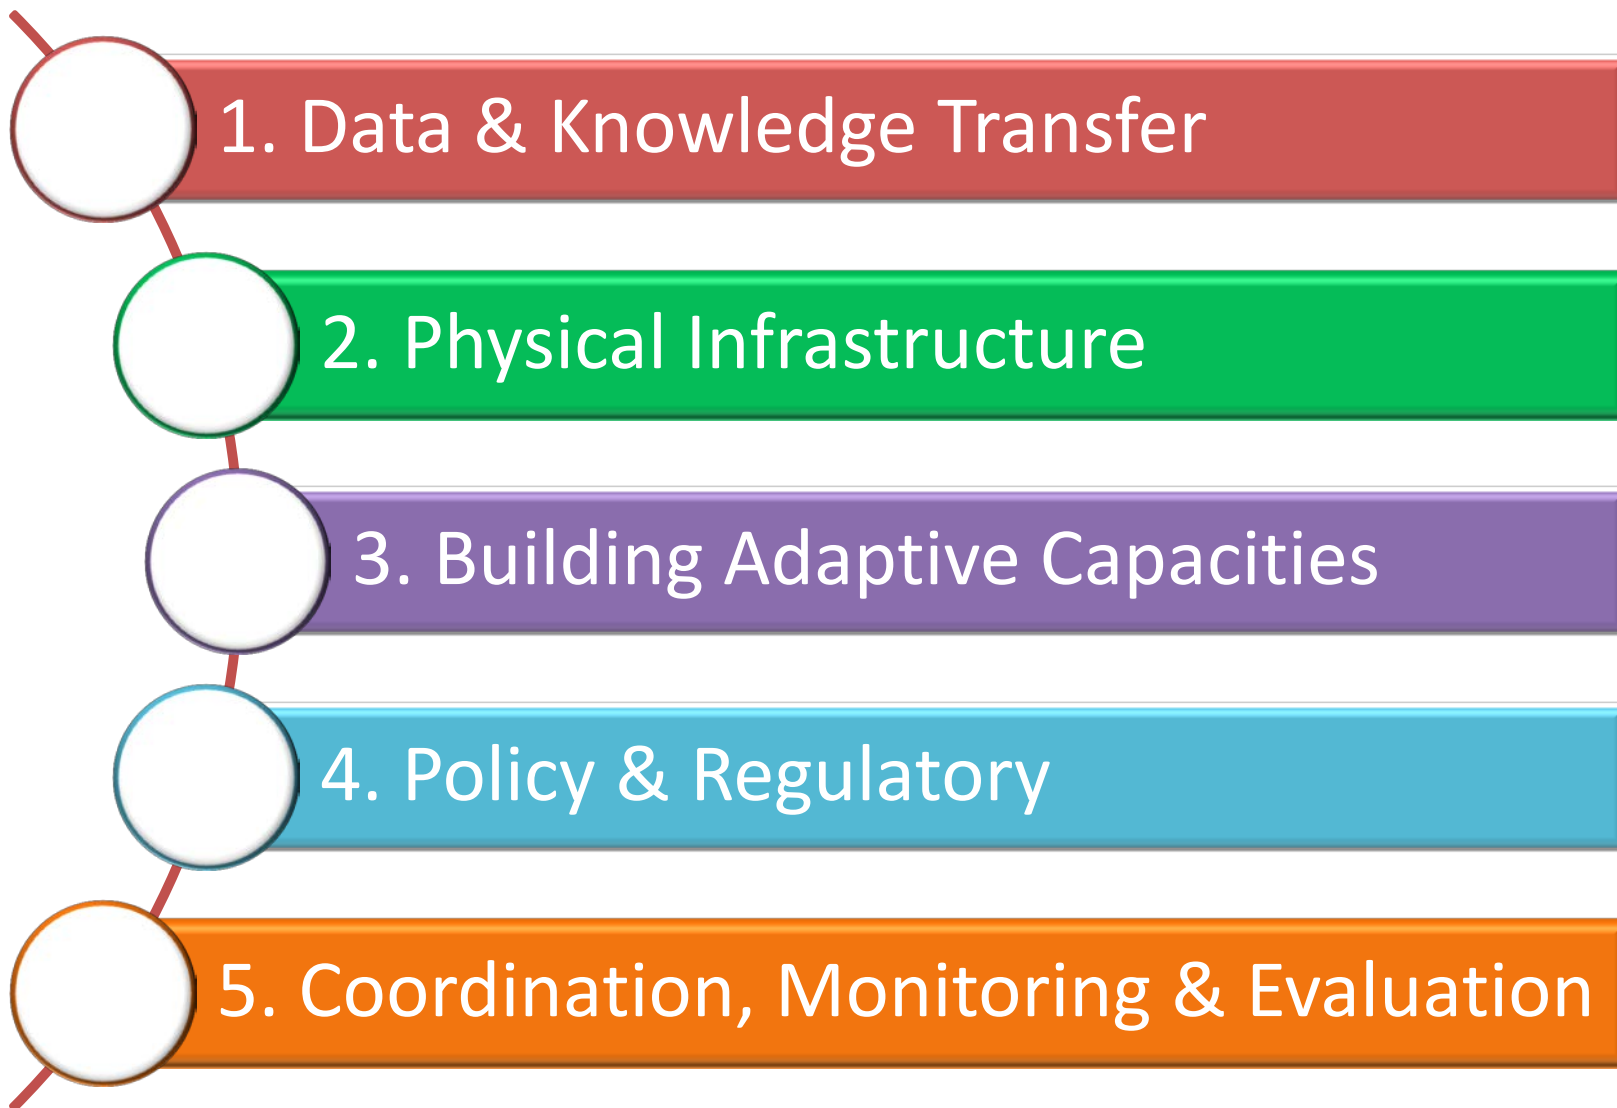 1. Data & Knowledge Transfer
2. Physical Infrastructure
3. Building Adaptive Capacities
4. Policy & Regulatory
5. Coordination, Monitoring & Evaluation